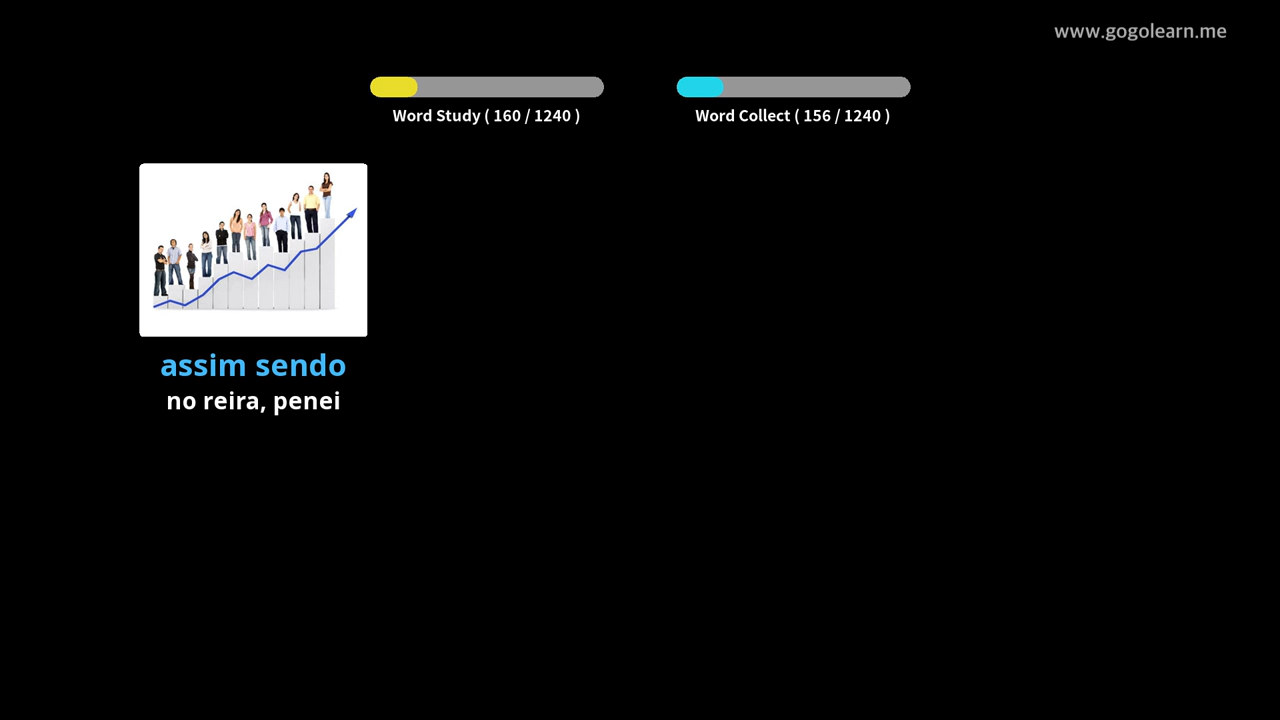 www.gogolearn.me
Word Study ( 160 / 1240 )
Word Collect ( 156 / 1240 )
assim sendo
no reira, penei